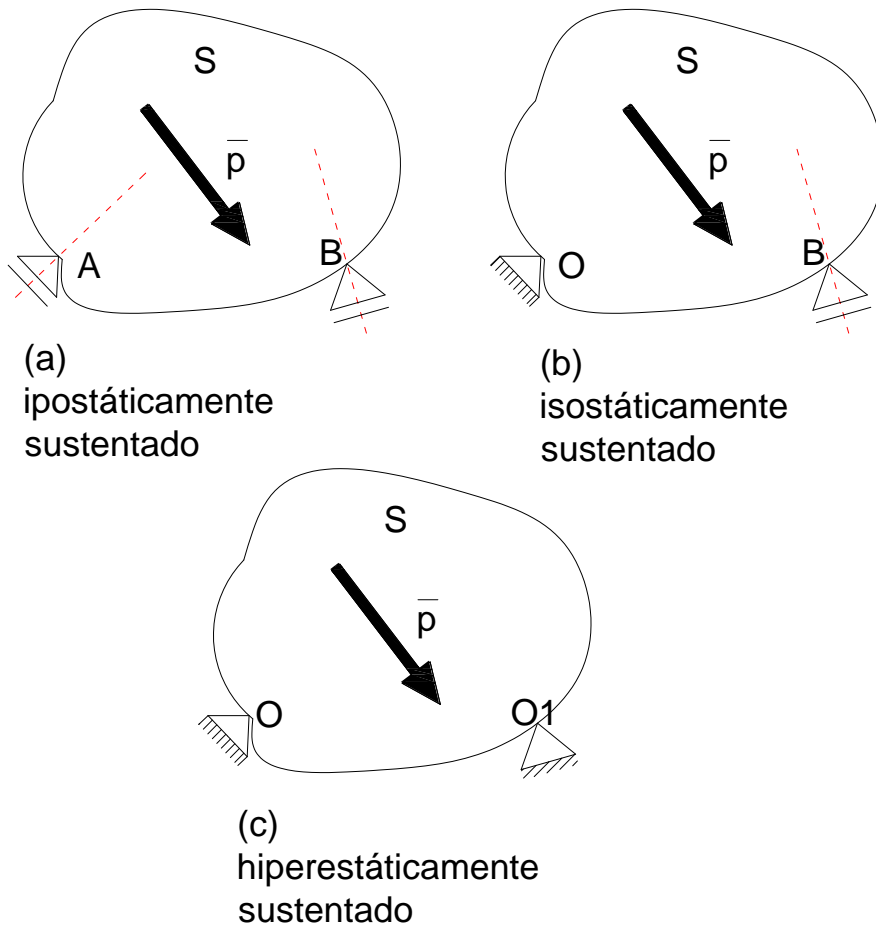 S
p
A
B
(a)
ipostáticamente
sustentado
S
p
O
B
(b)
isostáticamente
sustentado
S
p
O
O1
(c)
hiperestáticamente
sustentado